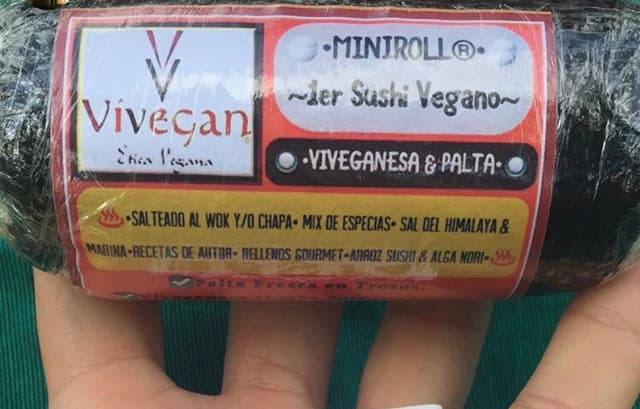 Vívegan
Ética Vegana
•MINIROLL®•
~1er Sushi Vegano~
•VIVEGANESA & PALTA•
•SALTEADO AL WOK Y/O CHAPA• MIX DE ESPECIAS• SAL DEL HIMALAYA &
MARINA•RECETAS DE AUTOR• RELLENOS GOURMET•ARROZ SUSHI & ALGA NORI•
Palta Fresca en Trozos.